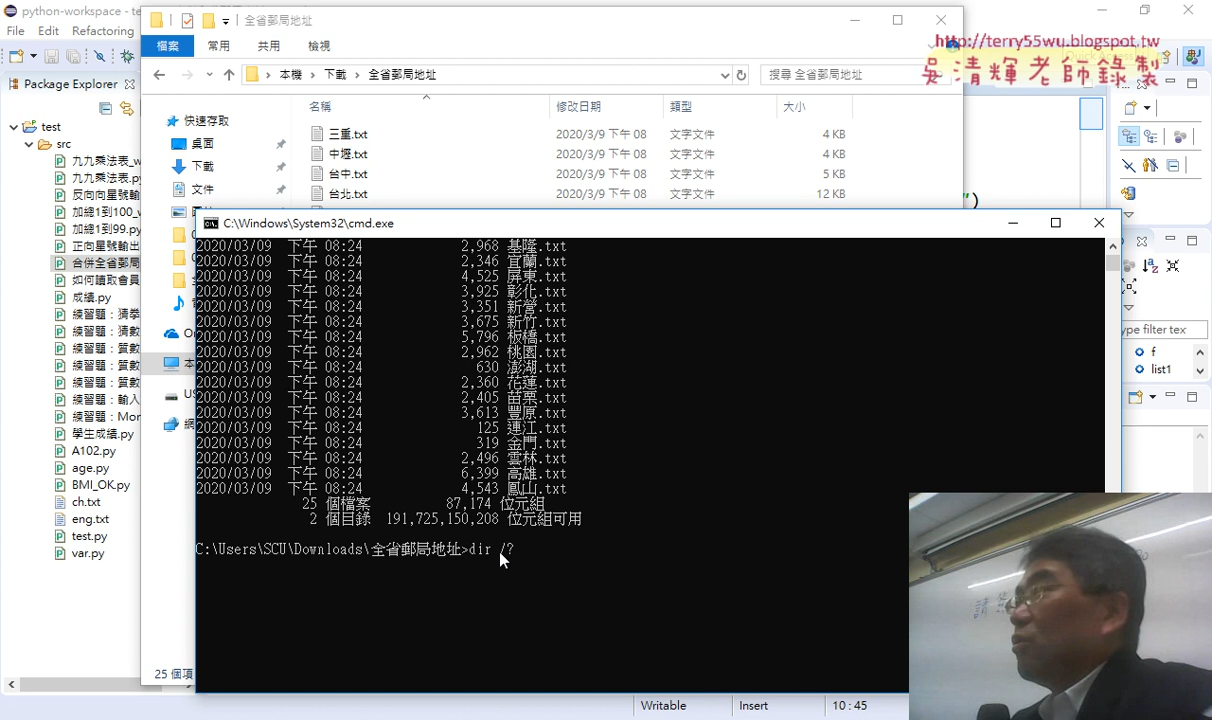 python-workspace - te
File Edit Refactoring
Package Explorer
test
src
九九乘法表_w
九九乘法表.py
反向向星號輸
加總1到100_w
加總1到99.py
正向星號輸出
合併全省郵局
如何讀取會員
成績.py
練習題：猜拳
練習題：猜數
練習題：質數
練習題：質數
練習題：質數
練習題：輸入
練習題：Mor
學生成績.py
A102.py
age.py
BMI_OK.py
ch.txt
eng.txt
test.py
var.py
全省郵局地址
檔案 常用 共用 檢視
本機 下載 全省郵局地址
搜尋 全省郵局地址
快速存取
桌面
下載
文件
名稱 修改日期 類型 大小
三重.txt 2020/3/9 下午 08 文字文件 4 KB
中壢.txt 2020/3/9 下午 08 文字文件 4 KB
台中.txt 2020/3/9 下午 08 文字文件 5 KB
台北.txt 2020/3/9 下午 08 文字文件 12 KB
25 個項
http://terry55wu.blogspot.tw
吳清輝老師錄製
C:\Windows\System32\cmd.exe
2020/03/09 下午 08:24 2,968 基隆.txt
2020/03/09 下午 08:24 2,346 宜蘭.txt
2020/03/09 下午 08:24 4,525 屏東.txt
2020/03/09 下午 08:24 3,925 彰化.txt
2020/03/09 下午 08:24 3,351 新營.txt
2020/03/09 下午 08:24 3,675 新竹.txt
2020/03/09 下午 08:24 5,796 板橋.txt
2020/03/09 下午 08:24 2,962 桃園.txt
2020/03/09 下午 08:24 630 澎湖.txt
2020/03/09 下午 08:24 2,360 花蓮.txt
2020/03/09 下午 08:24 2,405 苗栗.txt
2020/03/09 下午 08:24 3,613 豐原.txt
2020/03/09 下午 08:24 125 連江.txt
2020/03/09 下午 08:24 319 金門.txt
2020/03/09 下午 08:24 2,496 雲林.txt
2020/03/09 下午 08:24 6,399 高雄.txt
2020/03/09 下午 08:24 4,543 鳳山.txt
25 個檔案 87,174 位元組
2 個目錄 191,725,150,208 位元組可用
C:\Users\SCU\Downloads\全省郵局地址>dir /?
ype filter tex
f
list1
Writable Insert 10 : 45